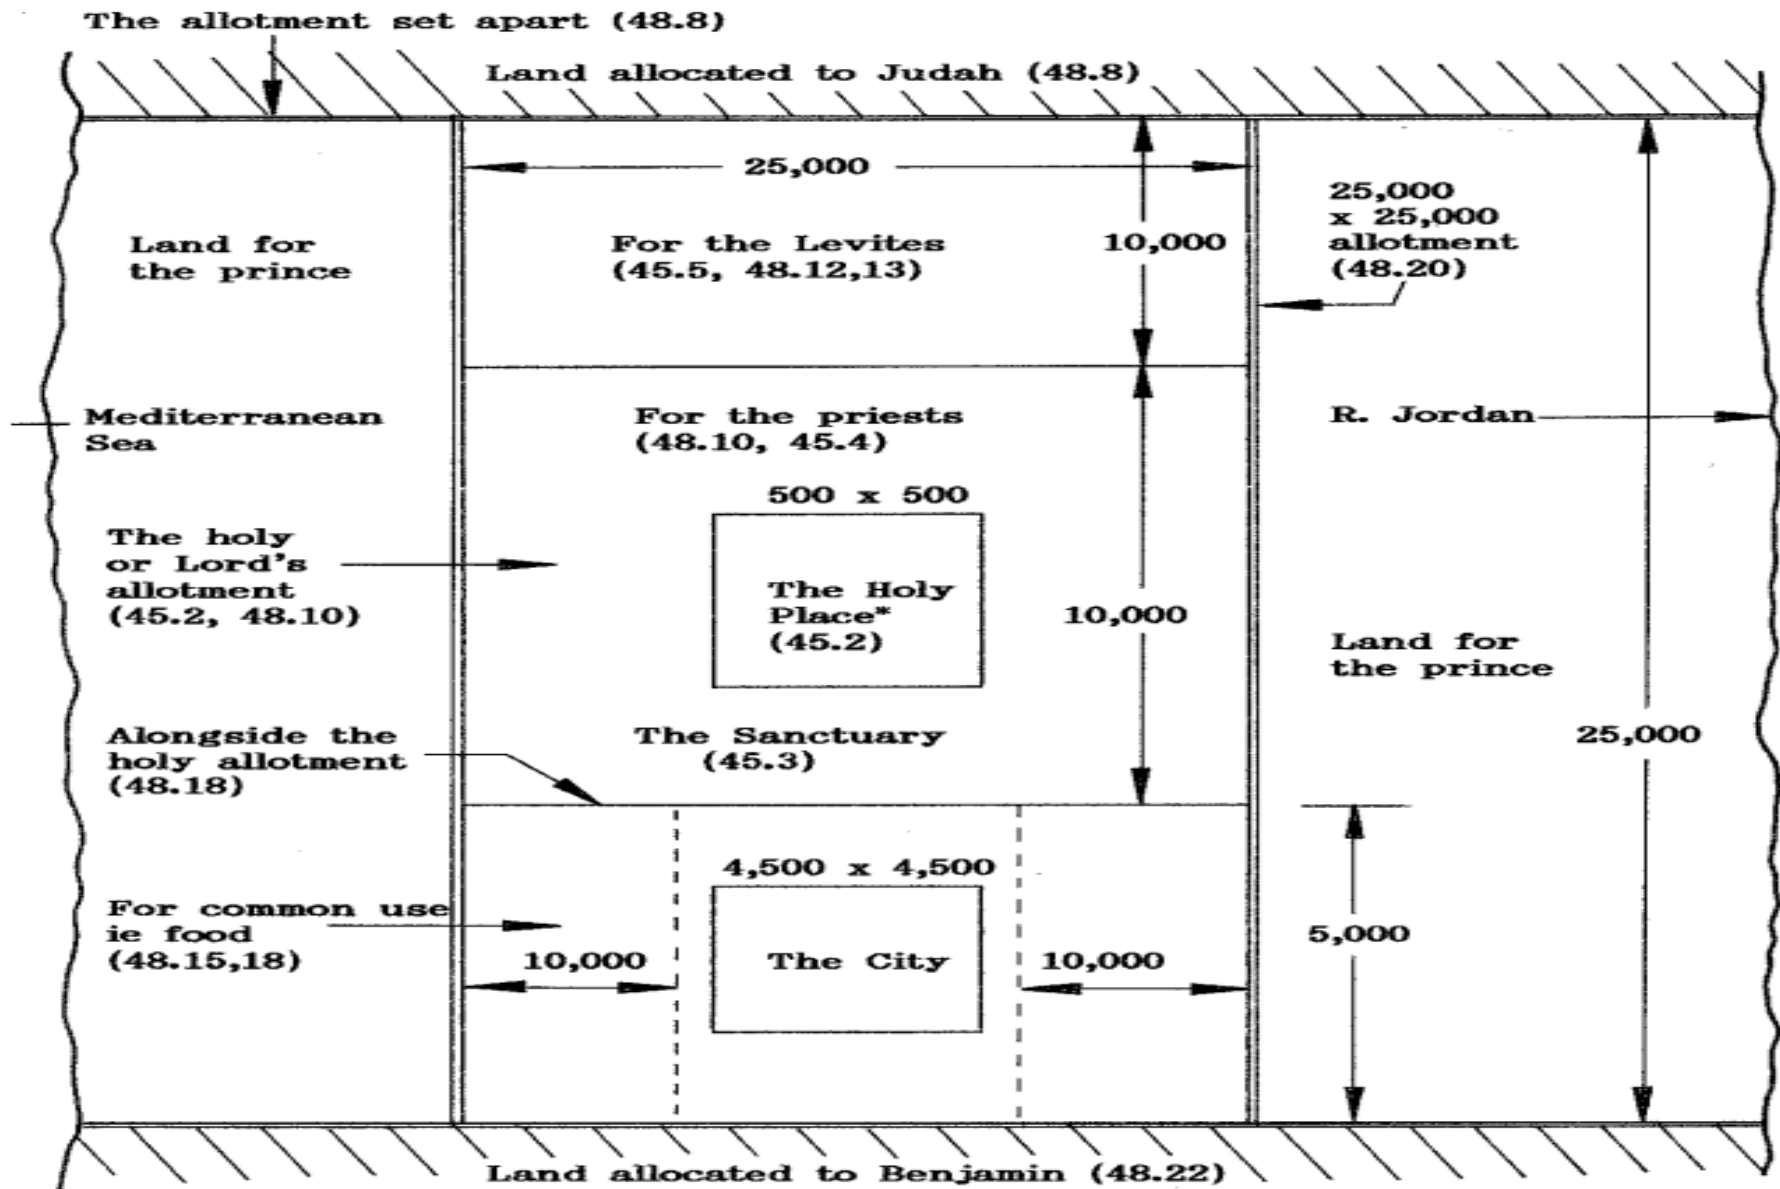 The allotment set apart (48.8)
Land allocated to Judah (48.8)
25,000
25,000
x 25,000
allotment
(48.20)
Land for
the prince
For the Levites
(45.5, 48.12,13)
10,000
Mediterranean
Sea
For the priests
(48.10, 45.4)
R. Jordan
500 x 500
The holy
or Lord's
allotment
(45.2, 48.10)
The Holy
Place*
(45.2)
10,000
Land for
the prince
Alongside the
holy allotment
(48.18)
The Sanctuary
(45.3)
25,000
4,500 x 4,500
For common use
ie food
(48.15,18)
10,000
The City
10,000
5,000
Land allocated to Benjamin (48.22)